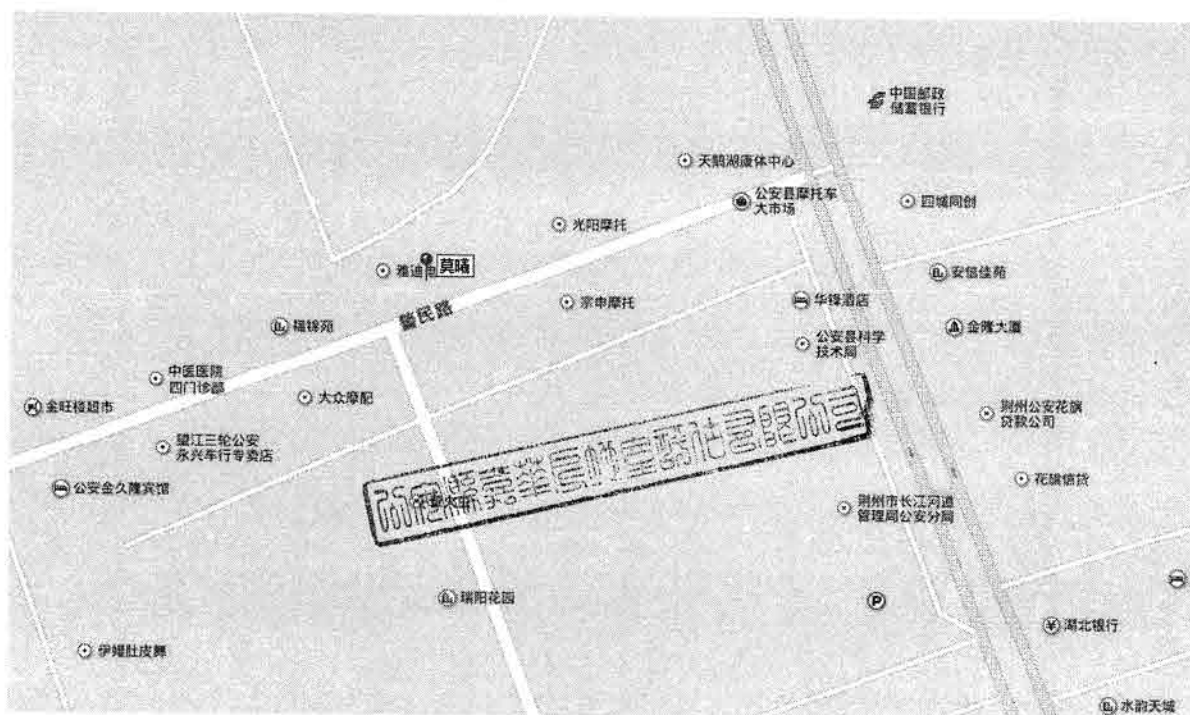 中国邮政
储蓄银行
天鹅湖康体中心
公安县摩托车
大市场
四城同创
光阳摩托
雅迪电
莫曦
安信佳苑
宗申摩托
华锋酒店
福锦苑
金隆大厦
公安县科学
技术局
中医医院
四门诊部
大众摩配
金旺楼超市
荆州公安花旗
贷款公司
望江三轮公安
永兴车行专卖店
花旗信贷
公安金久隆宾馆
荆州市长江河道
管理局公安分局
瑞阳花园
P
湖北银行
伊嫚肚皮舞
水韵天城